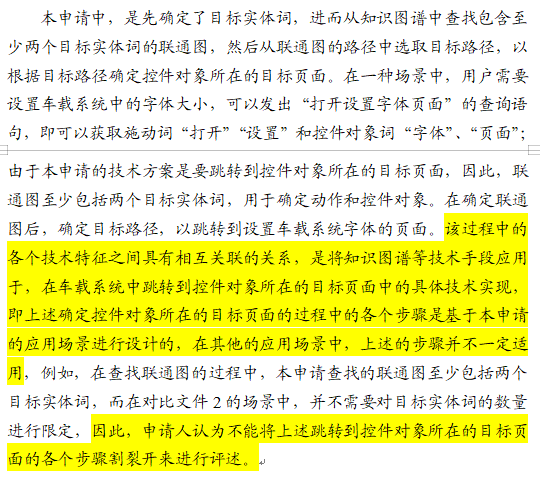 本申请中，是先确定了目标实体词，进而从知识图谱中查找包含至
少两个目标实体词的联通图，然后从联通图的路径中选取目标路径，以
根据目标路径确定控件对象所在的目标页面。在一种场景中，用户需要
设置车载系统中的字体大小，可以发出“打开设置字体页面”的查询语
句，即可以获取施动词“打开”“设置”和控件对象词“字体”、“页面”；
由于本申请的技术方案是要跳转到控件对象所在的目标页面，因此，联
通图至少包括两个目标实体词，用于确定动作和控件对象。在确定联通
图后，确定目标路径，以跳转到设置车载系统字体的页面。该过程中的
各个技术特征之间具有相互关联的关系，是将知识图谱等技术手段应用
于，在车载系统中跳转到控件对象所在的目标页面中的具体技术实现，
即上述确定控件对象所在的目标页面的过程中的各个步骤是基于本申请
的应用场景进行设计的，在其他的应用场景中，上述的步骤并不一定适
用，例如，在查找联通图的过程中，本申请查找的联通图至少包括两个
目标实体词，而在对比文件 2 的场景中，并不需要对目标实体词的数量
进行限定，因此，申请人认为不能将上述跳转到控件对象所在的目标页
面的各个步骤割裂开来进行评述。